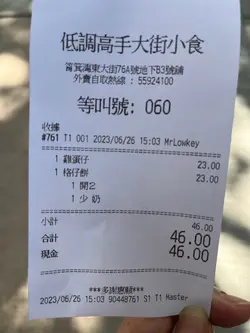 低調高手大街小食
筲箕灣東大街76A號地下B3號舖
外賣自取熱線 : 55924100
等叫號: 060
收據
#761 T1 001 2023/06/26 15:03 MrLowkey
1 雞蛋仔 23.00
1 格仔餅 23.00
1 開2
1 少 奶
小計 46.00
合計 46.00
現金 46.00
***多謝惠顧***
2023/06/26 15:03 90448761 S1 T1 Master